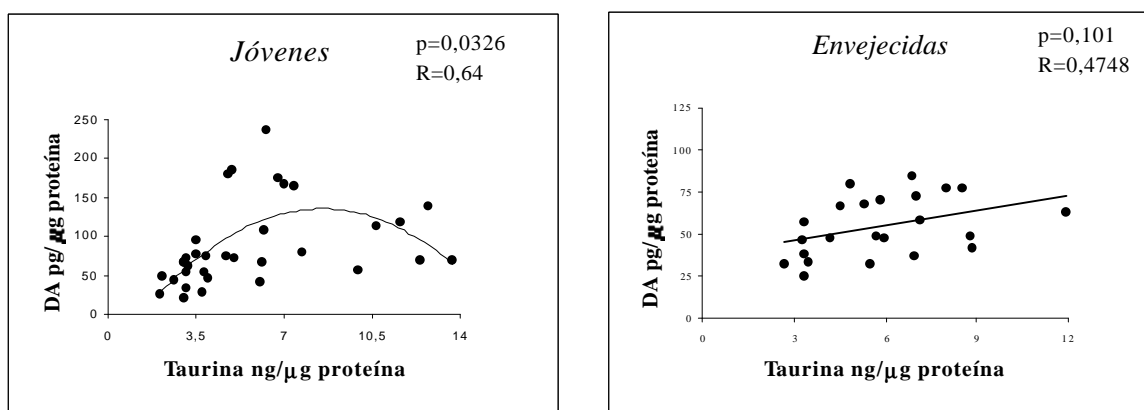 Jóvenes
p=0,0326
R=0,64
DA pg/µg proteína
250
200
150
100
50
0
0 3,5 7 10,5 14
Taurina ng/µg proteína
Envejecidas
p=0,101
R=0,4748
DA pg/µg proteína
125
100
75
50
25
0
0 3 6 9 12
Taurina ng/µg proteína